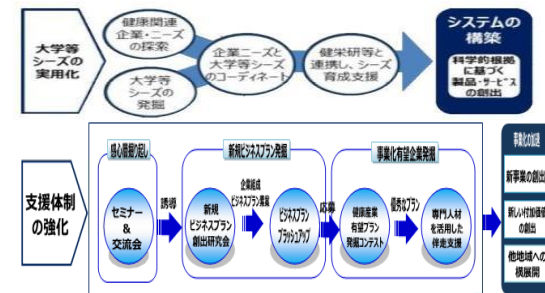 大学等
シーズの
実用化
健康関連
企業・ニーズ
の探索
大学等
シーズの
発掘
企業ニーズと
大学等シーズ
のコーディネート
健栄研等と
連携し、シーズ
育成支援
システムの
構築
科学的根拠
に基づく
製品・サービス
の創出
支援体制
の強化
関心層掘り起し
セミナー
&
交流会
誘導
新規ビジネスプラン発掘
新規
ビジネスプラン
創出研究会
企業組成
ビジネスプラン提案
ビジネスプラン
ブラッシュアップ
応募
事業化有望企業発掘
健康産業
有望プラン
発掘コンテスト
優秀なプラン
専門人材
を活用した
伴走支援
事業化の加速
新事業の創出
新しい付加価値
の創出
他地域への
横展開